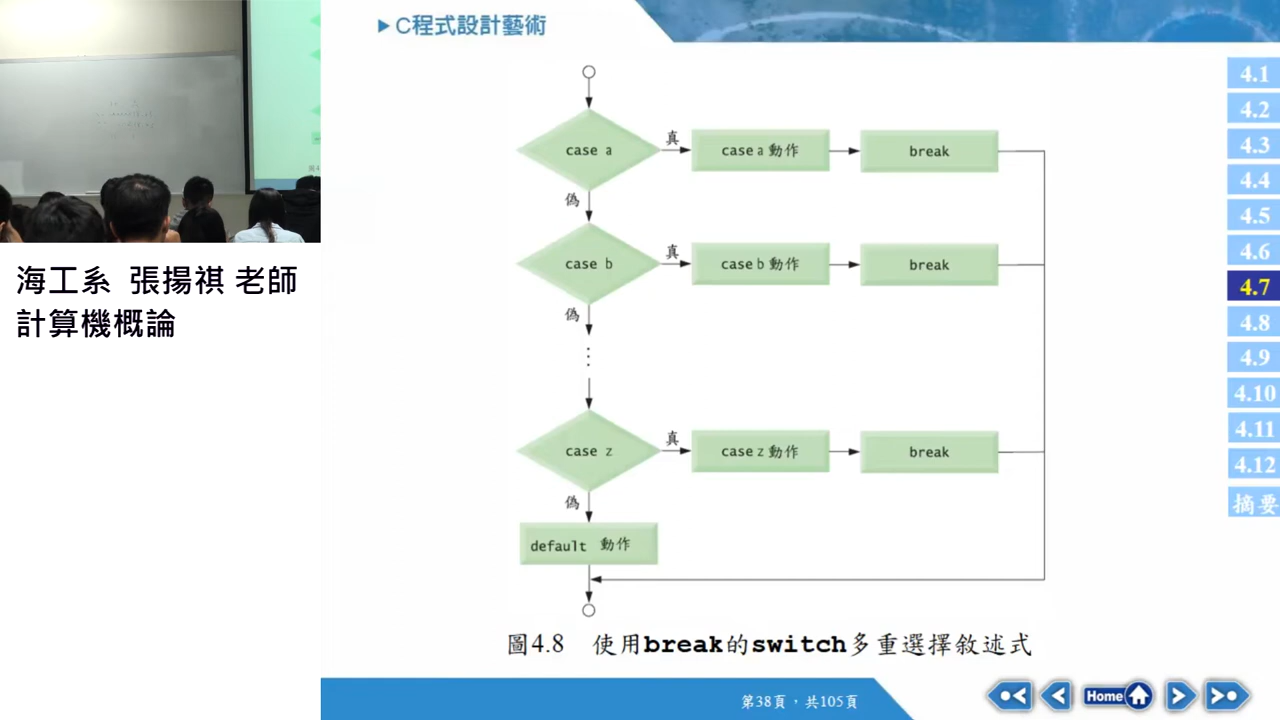 海工系 張揚祺 老師
計算機概論
C程式設計藝術
case a
真
case a 動作
break
偽
case b
真
case b 動作
break
偽
case z
真
case z 動作
break
偽
default 動作
圖4.8 使用break的switch多重選擇敘述式
4.1
4.2
4.3
4.4
4.5
4.6
4.7
4.8
4.9
4.10
4.11
4.12
摘要
第38頁，共105頁
Home